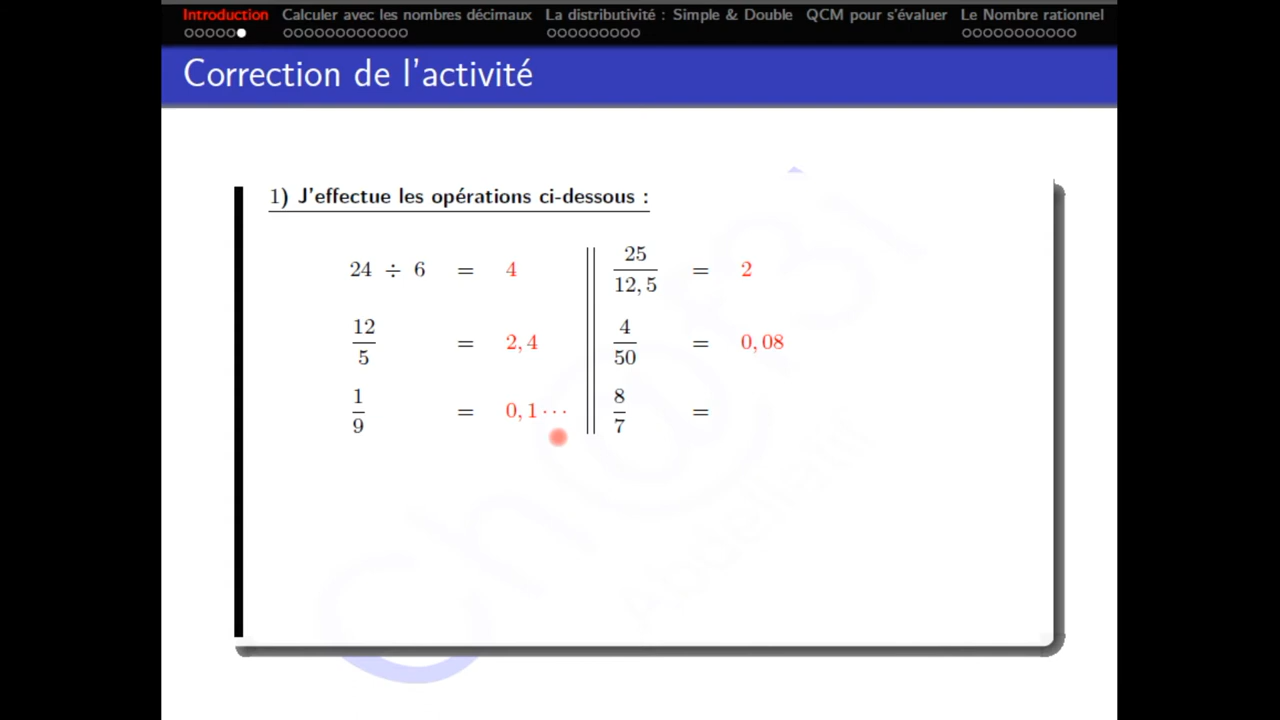 Introduction Calculer avec les nombres décimaux La distributivité : Simple & Double QCM pour s'évaluer Le Nombre rationnel
Correction de l'activité
1) J'effectue les opérations ci-dessous :
24 ÷ 6 = 4
25/12,5 = 2
12/5 = 2,4
4/50 = 0,08
1/9 = 0,1···
8/7 =